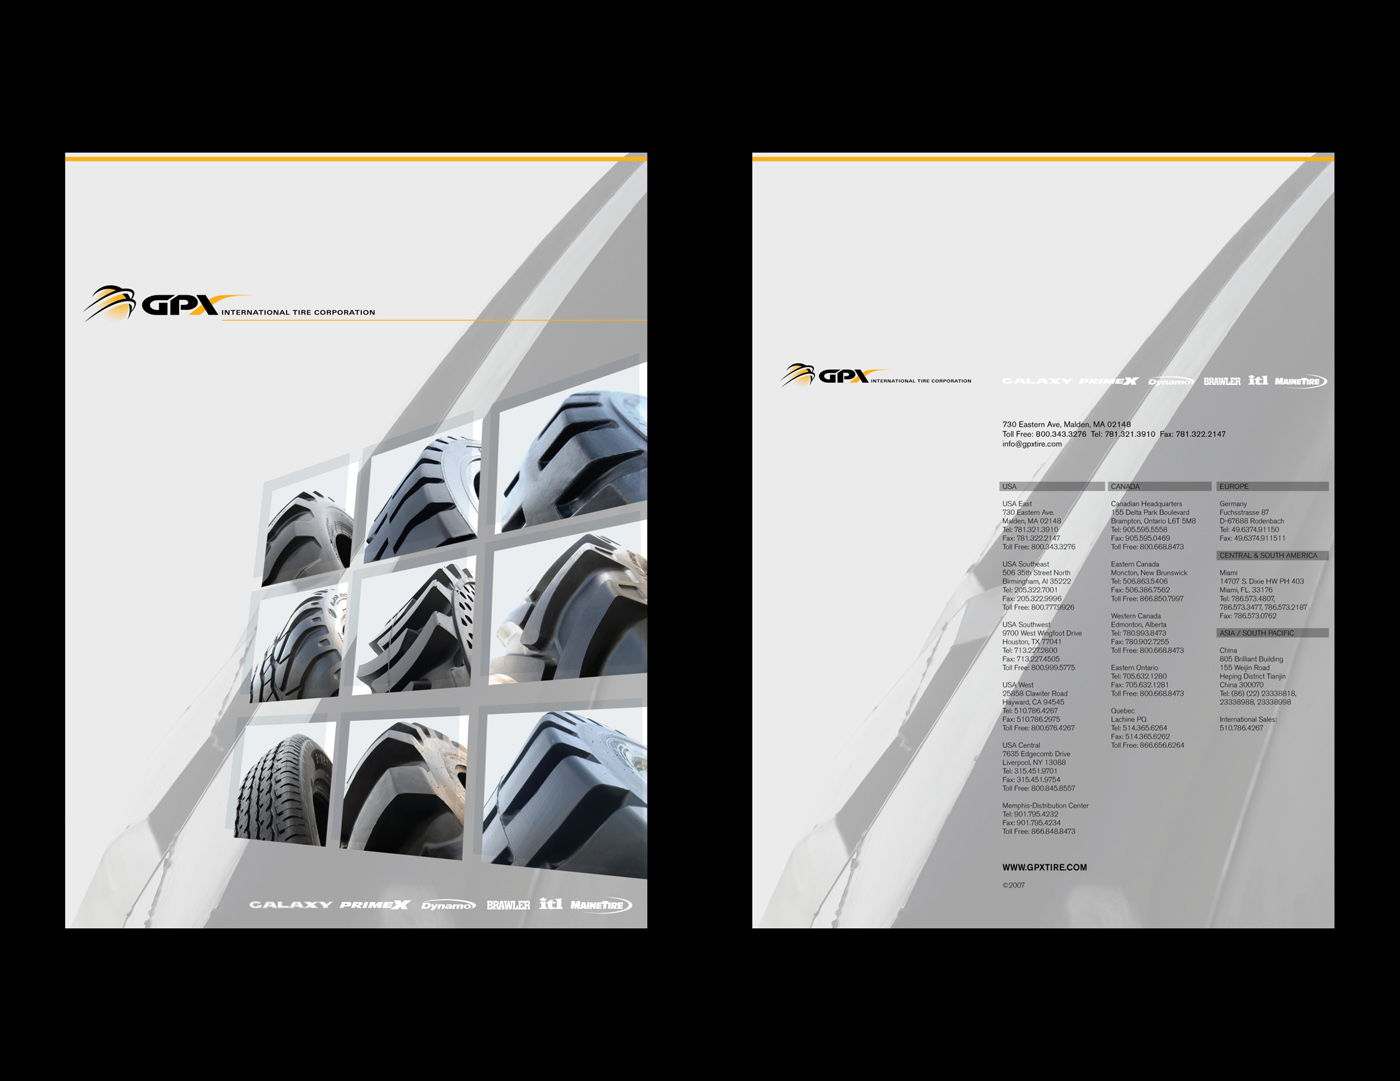 GPX INTERNATIONAL TIRE CORPORATION
GALAXY PRIMEX Dynamo BRAWLER itl MAINETIRE
GPX INTERNATIONAL TIRE CORPORATION
GALAXY PRIMEX Dynamo BRAWLER itl MAINETIRE
730 Eastern Ave, Malden, MA 02148
Toll Free: 800.343.3276 Tel: 781.321.3910 Fax: 781.322.2147
info@gpxtire.com
USA
USA East
730 Eastern Ave.
Malden, MA 02148
Tel: 781.321.3910
Fax: 781.322.2147
Toll Free: 800.343.3276
USA Southeast
506 35th Street North
Birmingham, Al 35222
Tel: 205.322.7001
Fax: 205.322.9996
Toll Free: 800.777.9926
USA Southwest
9700 West Wingfoot Drive
Houston, TX 77041
Tel: 713.227.2800
Fax: 713.227.4505
Toll Free: 800.999.5775
USA West
25858 Clawiter Road
Hayward, CA 94545
Tel: 510.786.4267
Fax: 510.786.2975
Toll Free: 800.676.4267
USA Central
7635 Edgecomb Drive
Liverpool, NY 13088
Tel: 315.451.9701
Fax: 315.451.9754
Toll Free: 800.845.8557
Memphis-Distribution Center
Tel: 901.795.4232
Fax: 901.795.4234
Toll Free: 866.848.8473
CANADA
Canadian Headquarters
155 Delta Park Boulevard
Brampton, Ontario L6T 5M8
Tel: 905.595.5558
Fax: 905.595.0469
Toll Free: 800.668.8473
Eastern Canada
Moncton, New Brunswick
Tel: 506.863.5406
Fax: 506.386.7562
Toll Free: 866.850.7997
Western Canada
Edmonton, Alberta
Tel: 780.993.8473
Fax: 780.902.7255
Toll Free: 800.668.8473
Eastern Ontario
Tel: 705.632.1280
Fax: 705.632.1281
Toll Free: 800.668.8473
Quebec
Lachine PQ
Tel: 514.365.6264
Fax: 514.365.6262
Toll Free: 866.656.6264
EUROPE
Germany
Fuchsstrasse 87
D-67688 Rodenbach
Tel: 49.6374.91150
Fax: 49.6374.911511
CENTRAL & SOUTH AMERICA
Miami
14707 S. Dixie HW PH 403
Miami, FL. 33176
Tel: 786.573.4807,
786.573.3477, 786.573.2187
Fax: 786.573.0762
ASIA / SOUTH PACIFIC
China
805 Brilliant Building
155 Weijin Road
Heping District Tianjin
China 300070
Tel: (86) (22) 23338818,
23338988, 23338998
International Sales:
510.786.4267
WWW.GPXTIRE.COM
©2007